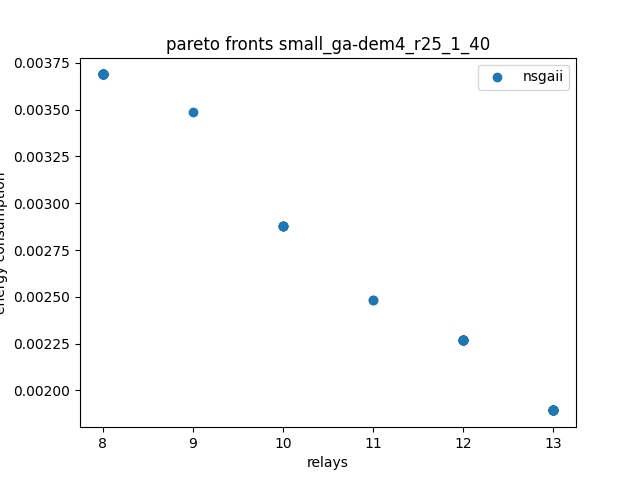 pareto fronts small_ga-dem4_r25_1_40
nsgaii
0.00375
0.00350
0.00325
0.00300
0.00275
0.00250
0.00225
0.00200
energy consumption
8 9 10 11 12 13
relays